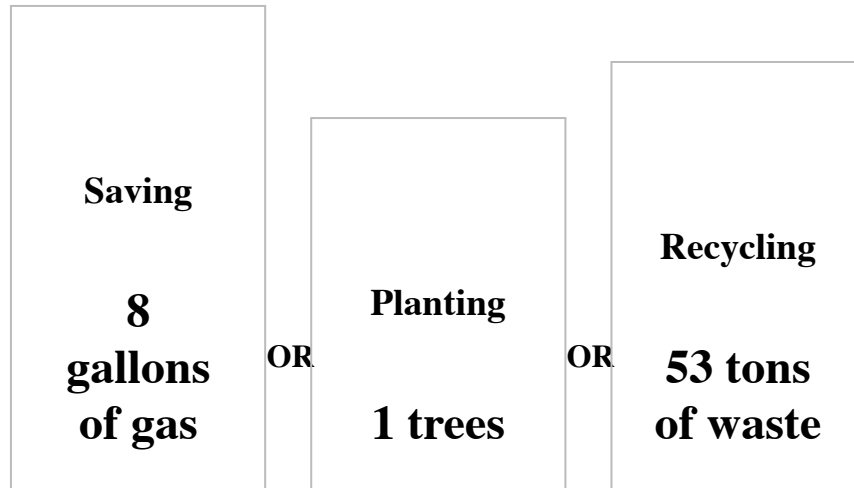 Saving
8
gallons
of gas
OR
Planting
1 trees
OR
Recycling
53 tons
of waste